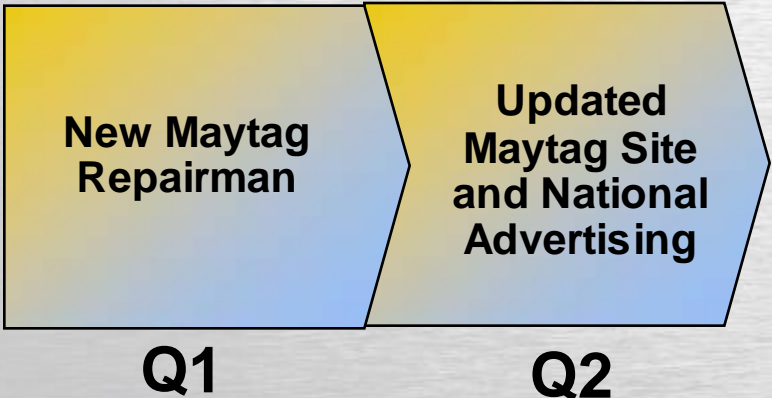 New Maytag
Repairman
Updated
Maytag Site
and National
Advertising
Q1
Q2